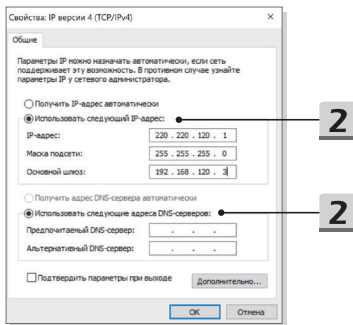 Свойства: IP версии 4 (TCP/IPv4)
Общие
Параметры IP можно назначать автоматически, если сеть
поддерживает эту возможность. В противном случае узнайте
параметры IP у сетевого администратора.
Получить IP-адрес автоматически
Использовать следующий IP-адрес:
2
IP-адрес: 220 . 220 . 120 . 1
Маска подсети: 255 . 255 . 255 . 0
Основной шлюз: 192 . 168 . 120 . 3
Получить адрес DNS-сервера автоматически
Использовать следующие адреса DNS-серверов:
2
Предпочитаемый DNS-сервер: . . .
Альтернативный DNS-сервер: . . .
Подтвердить параметры при выходе
Дополнительно...
OK Отмена